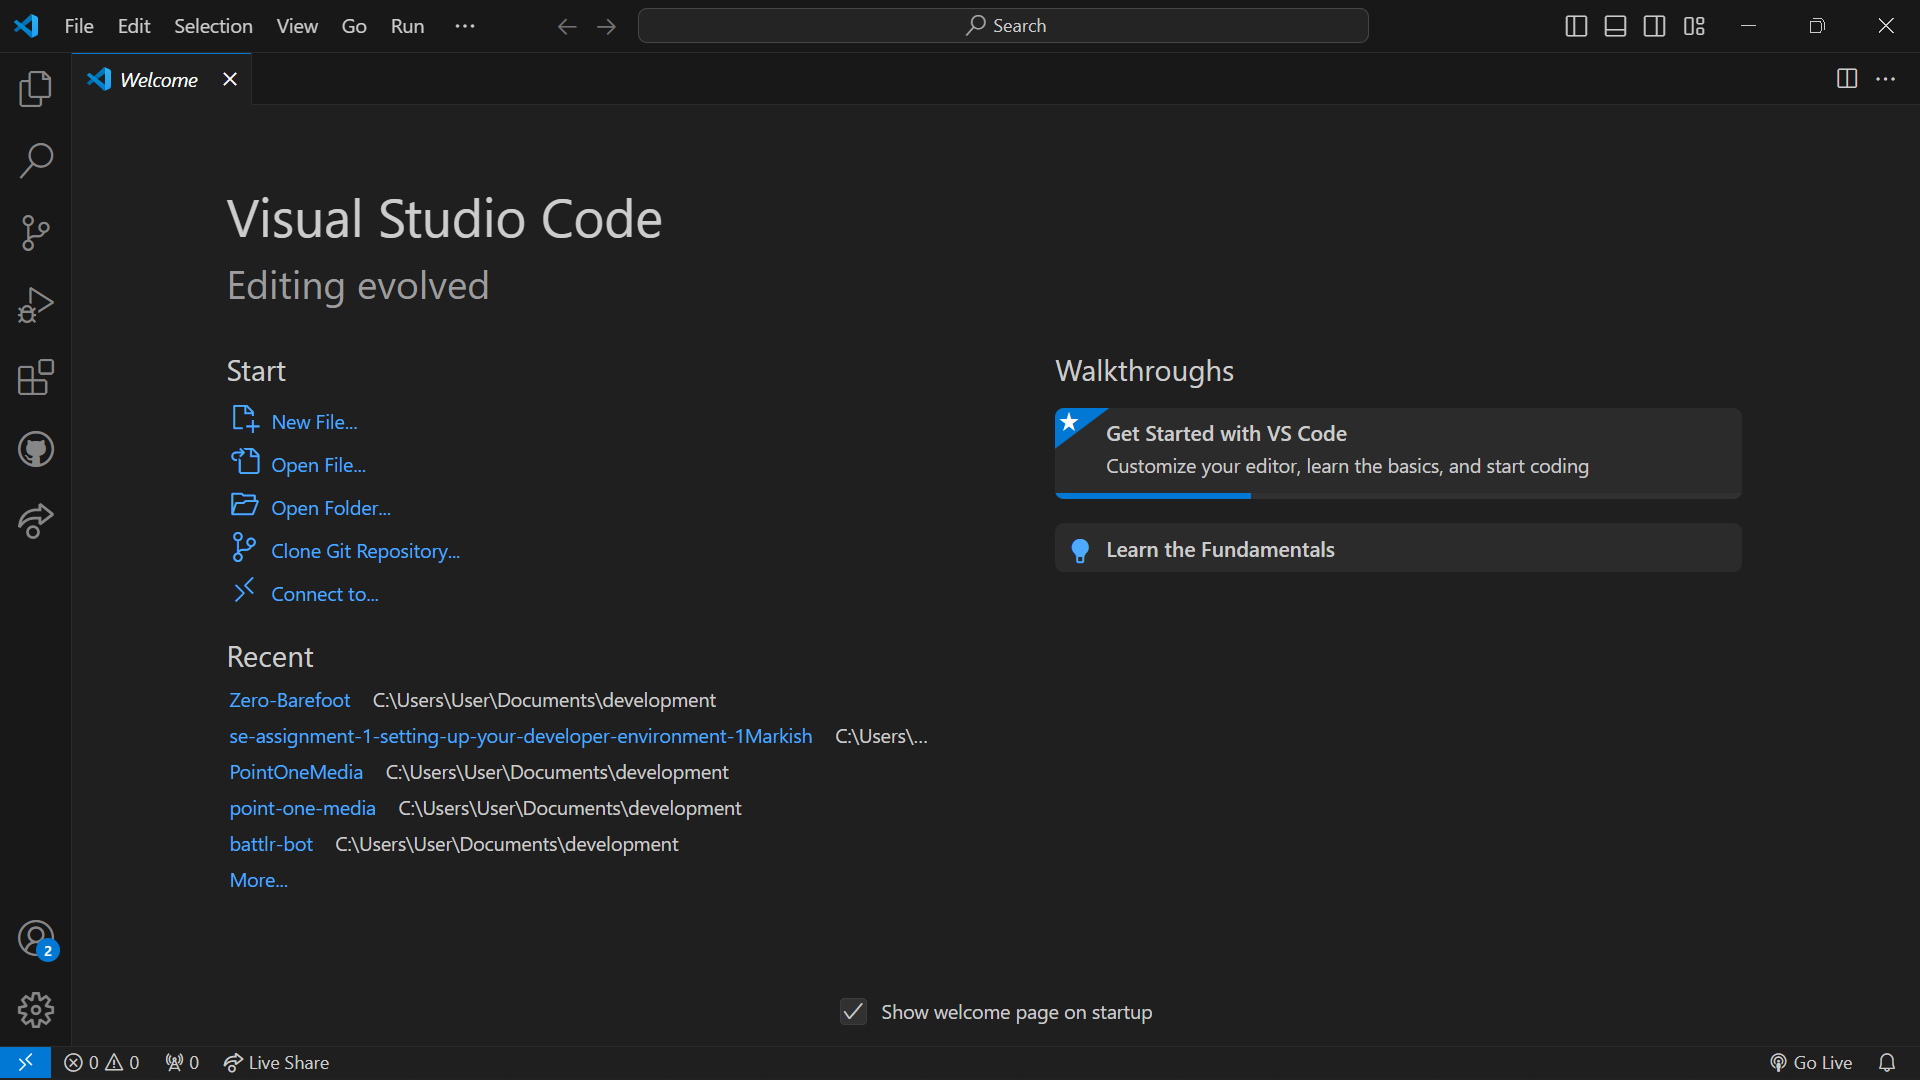 File Edit Selection View Go Run ··· Search
Welcome
Visual Studio Code
Editing evolved
Start
New File...
Open File...
Open Folder...
Clone Git Repository...
Connect to...
Recent
Zero-Barefoot C:\Users\User\Documents\development
se-assignment-1-setting-up-your-developer-environment-1Markish C:\Users\...
PointOneMedia C:\Users\User\Documents\development
point-one-media C:\Users\User\Documents\development
battlr-bot C:\Users\User\Documents\development
More...
Walkthroughs
Get Started with VS Code
Customize your editor, learn the basics, and start coding
Learn the Fundamentals
2
Show welcome page on startup
0 0 0 Live Share Go Live